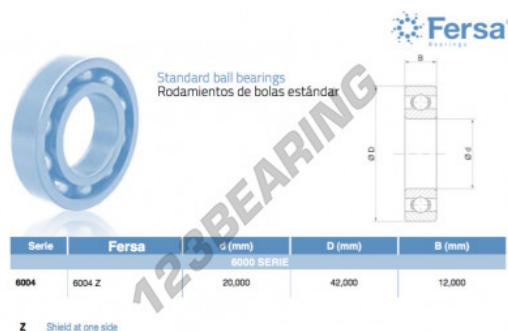 Fersa
Bearings
Standard ball bearings
Rodamientos de bolas estándar
B
Ø D
Ø d
123BEARING
Serie Fersa d (mm) D (mm) B (mm)
6000 SERIE
6004 6004 Z 20,000 42,000 12,000
Z Shield at one side